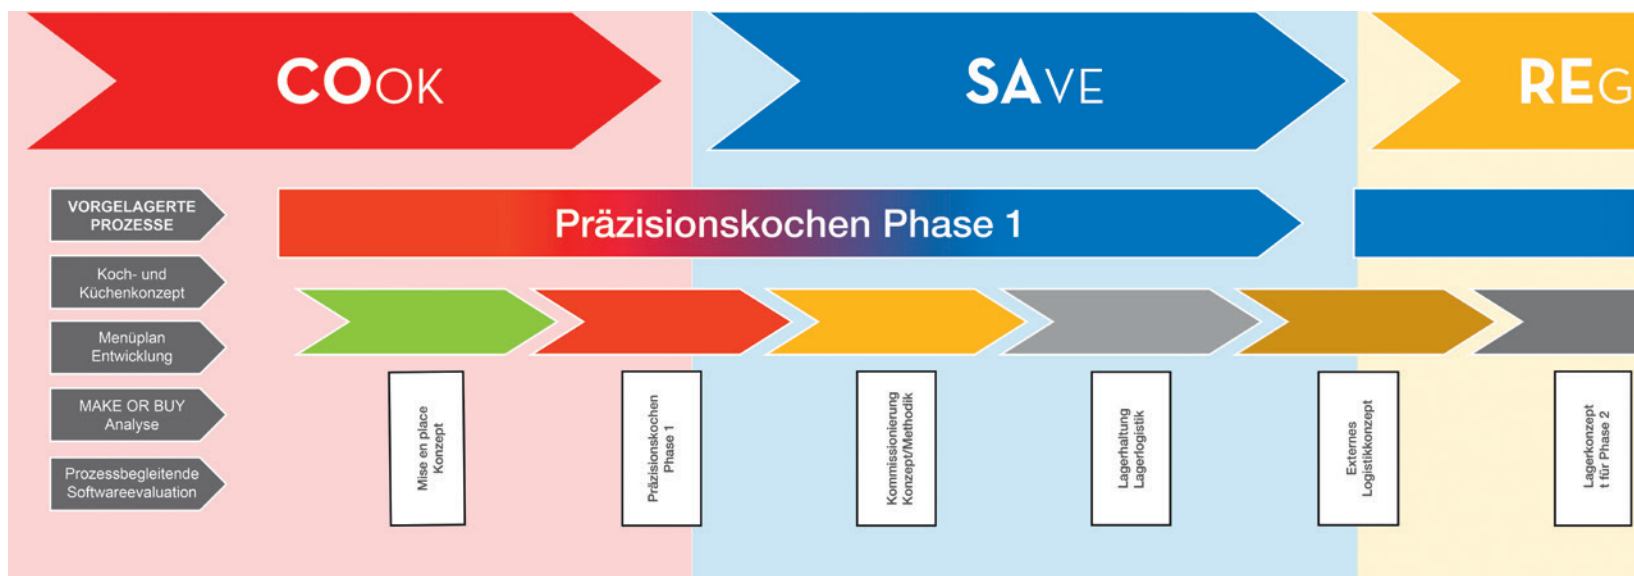 COOK
SAVE
REG
VORGELAGERTE
PROZESSE
Präzisionskochen Phase 1
Koch- und
Küchenkonzept
Menüplan
Entwicklung
MAKE OR BUY
Analyse
Prozessbegleitende
Softwareevaluation
Mise en place
Konzept
Präzisionskochen
Phase 1
Kommissionierung
Konzept/Methodik
Lagerhaltung
Lagerlogistik
Externes
Logistikkonzept
Lagerkonzept
t für Phase 2